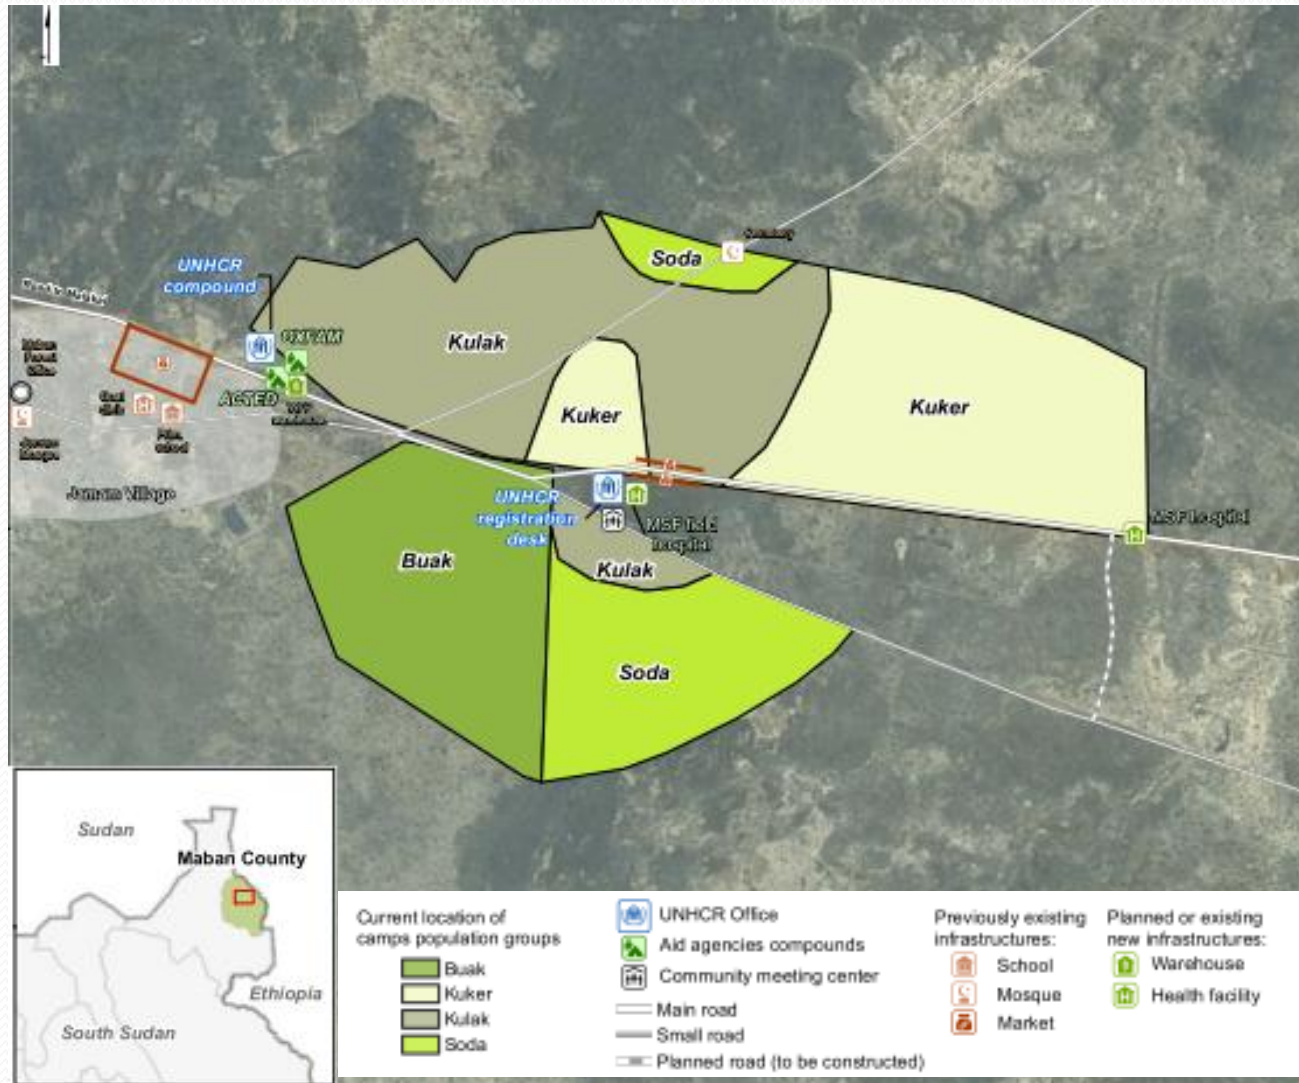 Soda
UNHCR
compound
OXFAM
Kulak
ACTED
Kuker
Kuker
Jamam Village
UNHCR
registration
desk
MSF field
hospital
MSF hospital
Buak
Kulak
Soda
Sudan
Maban County
Ethiopia
South Sudan
Current location of
camps population groups
Buak
Kuker
Kulak
Soda
UNHCR Office
Aid agencies compounds
Community meeting center
Main road
Small road
Planned road (to be constructed)
Previously existing
infrastructures:
School
Mosque
Market
Planned or existing
new infrastructures:
Warehouse
Health facility